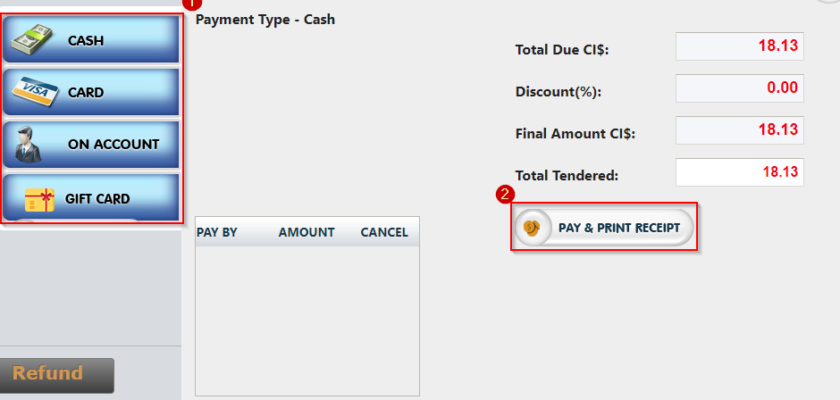 1
Payment Type - Cash
CASH
VISA
CARD
ON ACCOUNT
GIFT CARD
Total Due CI$: 18.13
Discount(%): 0.00
Final Amount CI$: 18.13
Total Tendered: 18.13
2
PAY & PRINT RECEIPT
PAY BY AMOUNT CANCEL
Refund